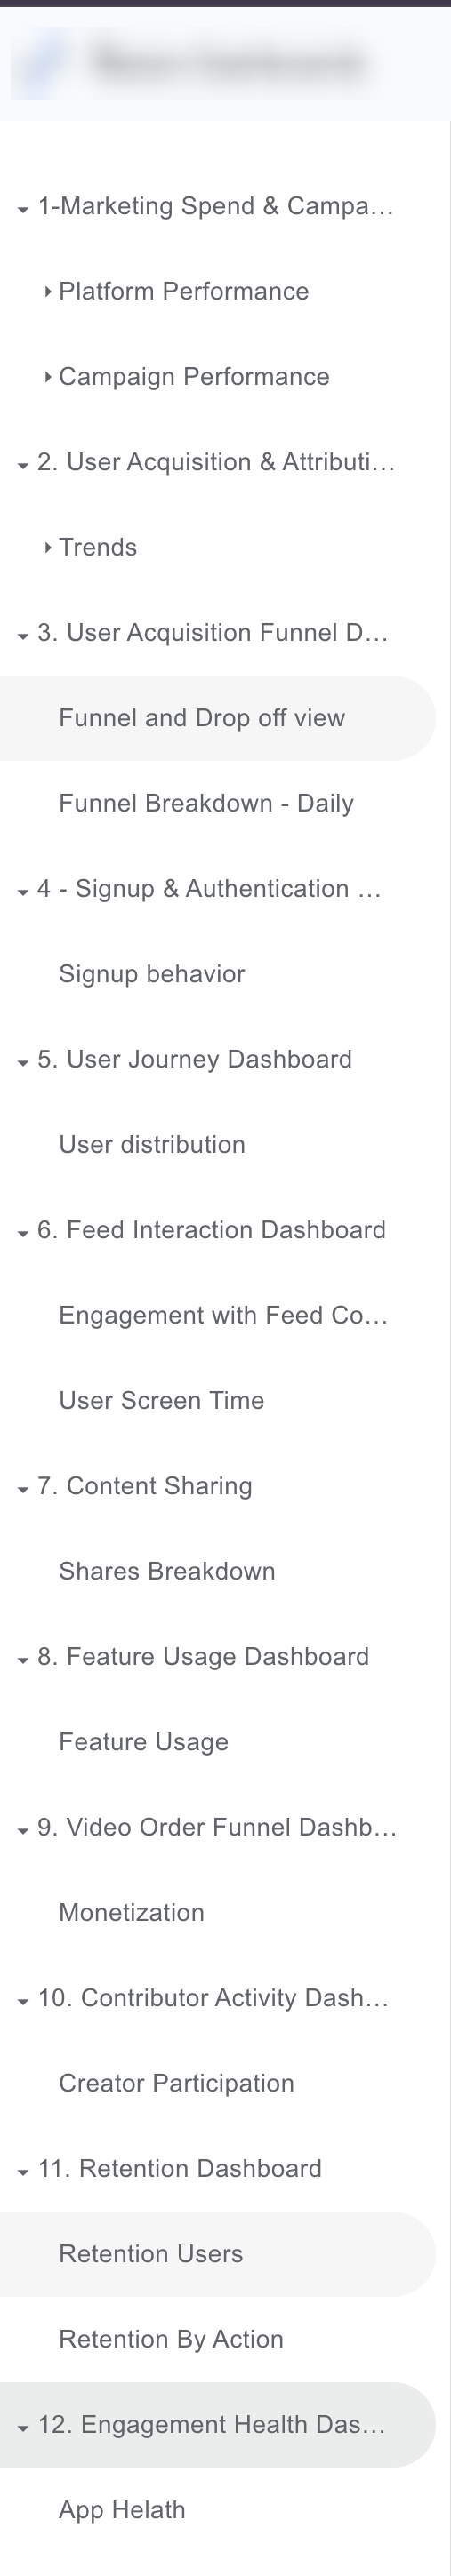 1-Marketing Spend & Campa...
Platform Performance
Campaign Performance
2. User Acquisition & Attributi...
Trends
3. User Acquisition Funnel D...
Funnel and Drop off view
Funnel Breakdown - Daily
4 - Signup & Authentication ...
Signup behavior
5. User Journey Dashboard
User distribution
6. Feed Interaction Dashboard
Engagement with Feed Co...
User Screen Time
7. Content Sharing
Shares Breakdown
8. Feature Usage Dashboard
Feature Usage
9. Video Order Funnel Dashb...
Monetization
10. Contributor Activity Dash...
Creator Participation
11. Retention Dashboard
Retention Users
Retention By Action
12. Engagement Health Das...
App Helath